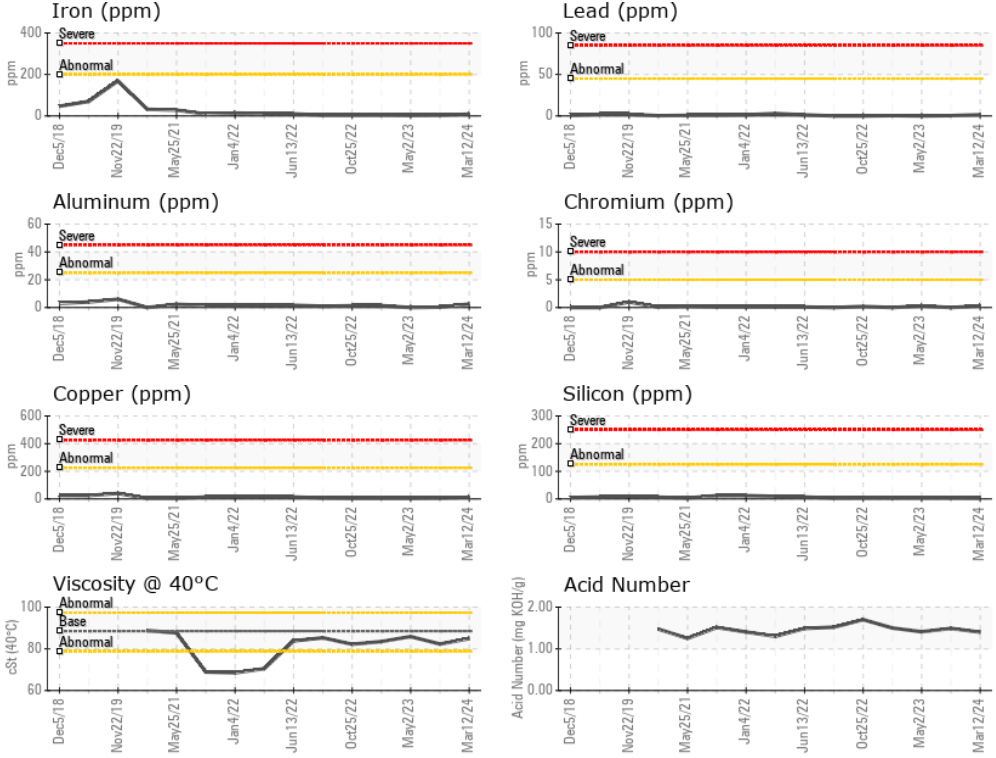 Iron (ppm)
ppm
400
200
0
Severe
Abnormal
Dec5/18
Nov22/19
May25/21
Jan4/22
Jun13/22
Oct25/22
May2/23
Mar12/24
Lead (ppm)
ppm
100
50
0
Severe
Abnormal
Dec5/18
Nov22/19
May25/21
Jan4/22
Jun13/22
Oct25/22
May2/23
Mar12/24
Aluminum (ppm)
ppm
60
40
20
0
Severe
Abnormal
Dec5/18
Nov22/19
May25/21
Jan4/22
Jun13/22
Oct25/22
May2/23
Mar12/24
Chromium (ppm)
ppm
15
10
5
0
Severe
Abnormal
Dec5/18
Nov22/19
May25/21
Jan4/22
Jun13/22
Oct25/22
May2/23
Mar12/24
Copper (ppm)
ppm
600
400
200
0
Severe
Abnormal
Dec5/18
Nov22/19
May25/21
Jan4/22
Jun13/22
Oct25/22
May2/23
Mar12/24
Silicon (ppm)
ppm
300
200
100
0
Severe
Abnormal
Dec5/18
Nov22/19
May25/21
Jan4/22
Jun13/22
Oct25/22
May2/23
Mar12/24
Viscosity @ 40°C
cSt (40°C)
100
80
60
Abnormal
Base
Abnormal
Dec5/18
Nov22/19
May25/21
Jan4/22
Jun13/22
Oct25/22
May2/23
Mar12/24
Acid Number
Acid Number (mg KOH/g)
2.00
1.00
0.00
Dec5/18
Nov22/19
May25/21
Jan4/22
Jun13/22
Oct25/22
May2/23
Mar12/24